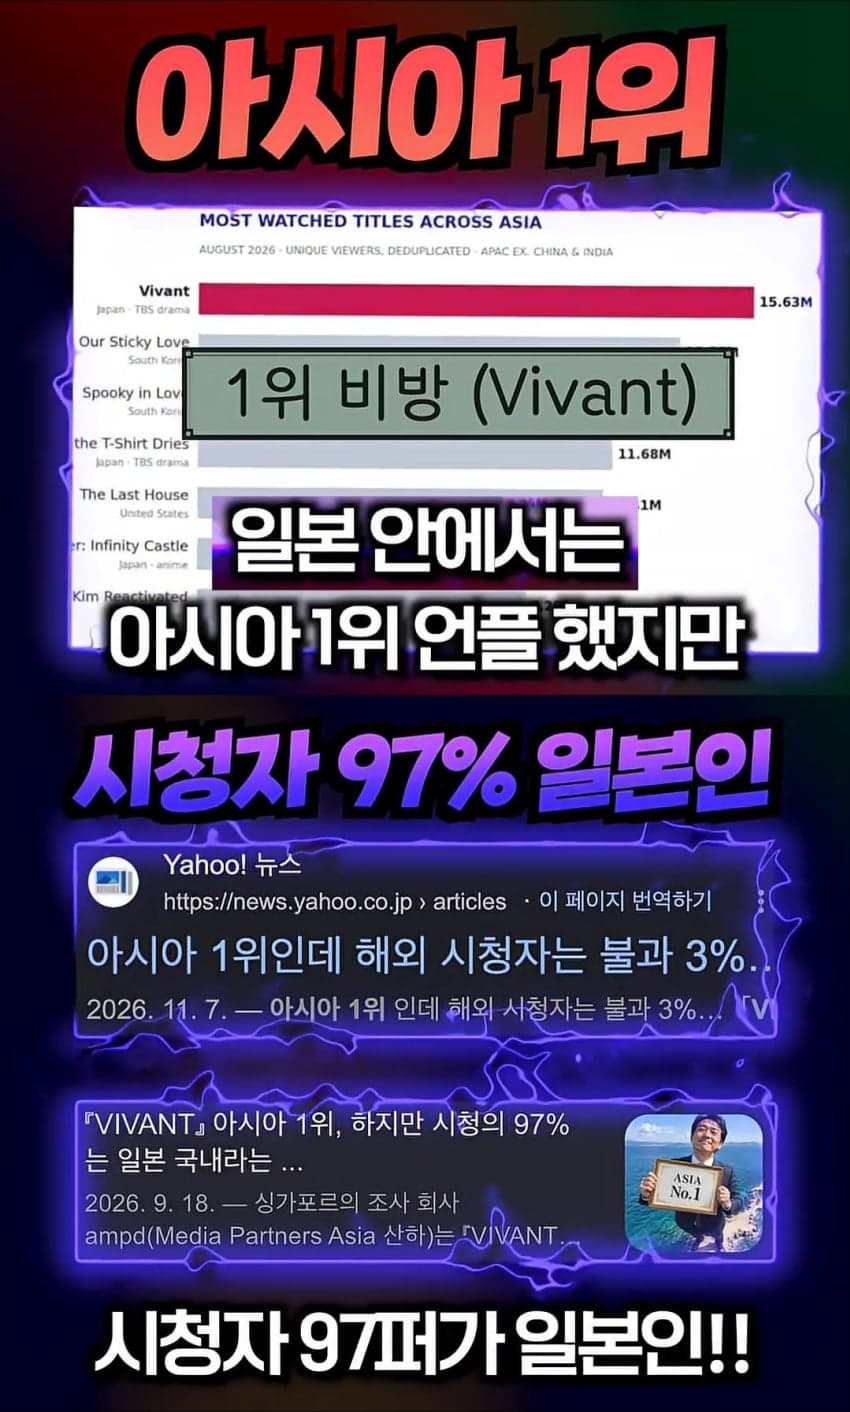 아시아 1위
MOST WATCHED TITLES ACROSS ASIA
AUGUST 2026 · UNIQUE VIEWERS, DEDUPLICATED · APAC EX. CHINA & INDIA
Vivant
Japan · TBS drama
15.63M
Our Sticky Love
South
1위 비방 (Vivant)
Spooky in
South
the T-Shirt Dries
Japan · TBS drama
11.68M
The Last House
United States
일본 안에서는
Infinity Castle
Japan · anime
Kim Reactivated
아시아 1위 언플 했지만
시청자 97% 일본인
Yahoo! 뉴스
https://news.yahoo.co.jp › articles · 이 페이지 번역하기
아시아 1위인데 해외 시청자는 불과 3%...
2026. 11. 7. — 아시아 1위 인데 해외 시청자는 불과 3%... 「V
『VIVANT』 아시아 1위, 하지만 시청의 97%
는 일본 국내라는 ...
2026. 9. 18. — 싱가포르의 조사 회사
ampd(Media Partners Asia 산하)는 『VIVANT...
ASIA
No.1
시청자 97퍼가 일본인!!